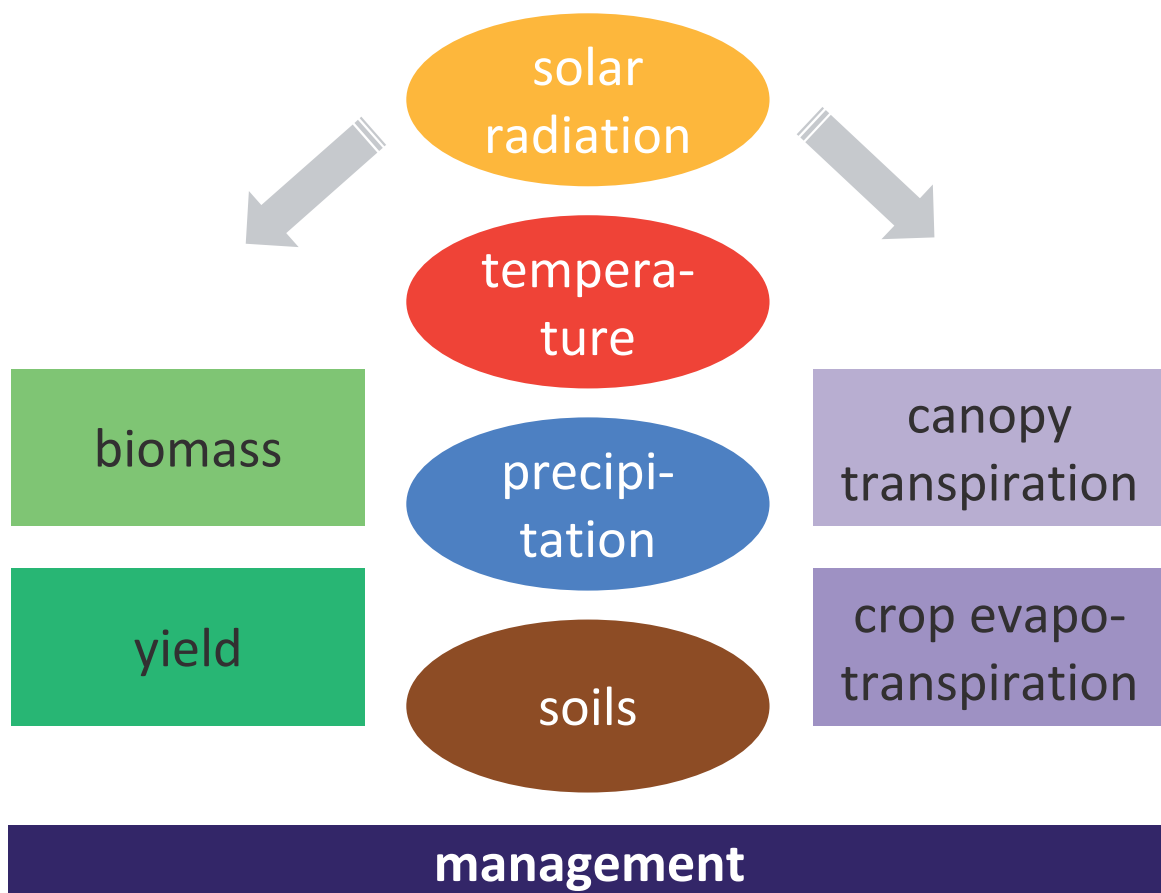 solar
radiation
tempera-
ture
biomass
precipi-
tation
canopy
transpiration
yield
soils
crop evapo-
transpiration
management